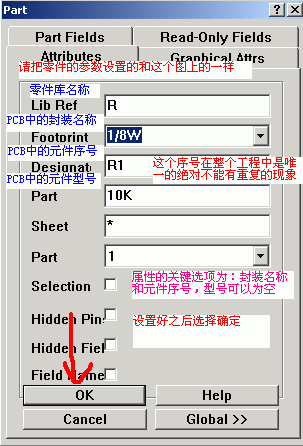 Part
Part Fields
Read-Only Fields
Attributes
Graphical Attrs
请把零件的参数设置的和这个图上的一样
零件库名称
Lib Ref
R
PCB中的封装名称
Footprint
1/8W
PCB中的元件序号
Designato
R1
这个序号在整个工程中是唯
一的绝对不能有重复的现象
PCB中的元件型号
Part
10K
Sheet
*
Part
1
Selection
属性的关键选项为：封装名称
和元件序号，型号可以为空
Hidden Pins
设置好之后选择确定
Hidden Fiel
Field Name
OK
Help
Cancel
Global >>